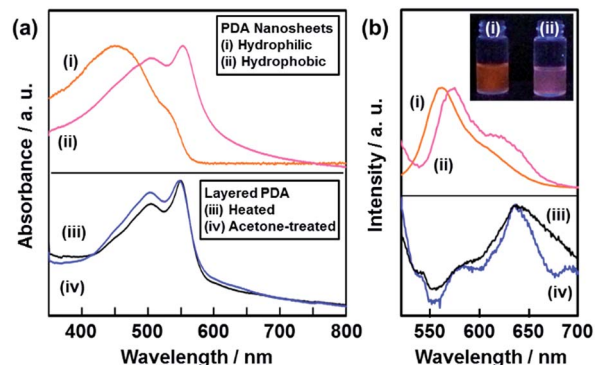 (a)
PDA Nanosheets
(i) Hydrophilic
(ii) Hydrophobic
(i)
(ii)
Layered PDA
(iii) Heated
(iv) Acetone-treated
(iii)
(iv)
Absorbance / a. u.
400 500 600 700 800
Wavelength / nm
(b)
(i) (ii)
(i)
(ii)
(iii)
(iv)
Intensity / a. u.
550 600 650 700
Wavelength / nm